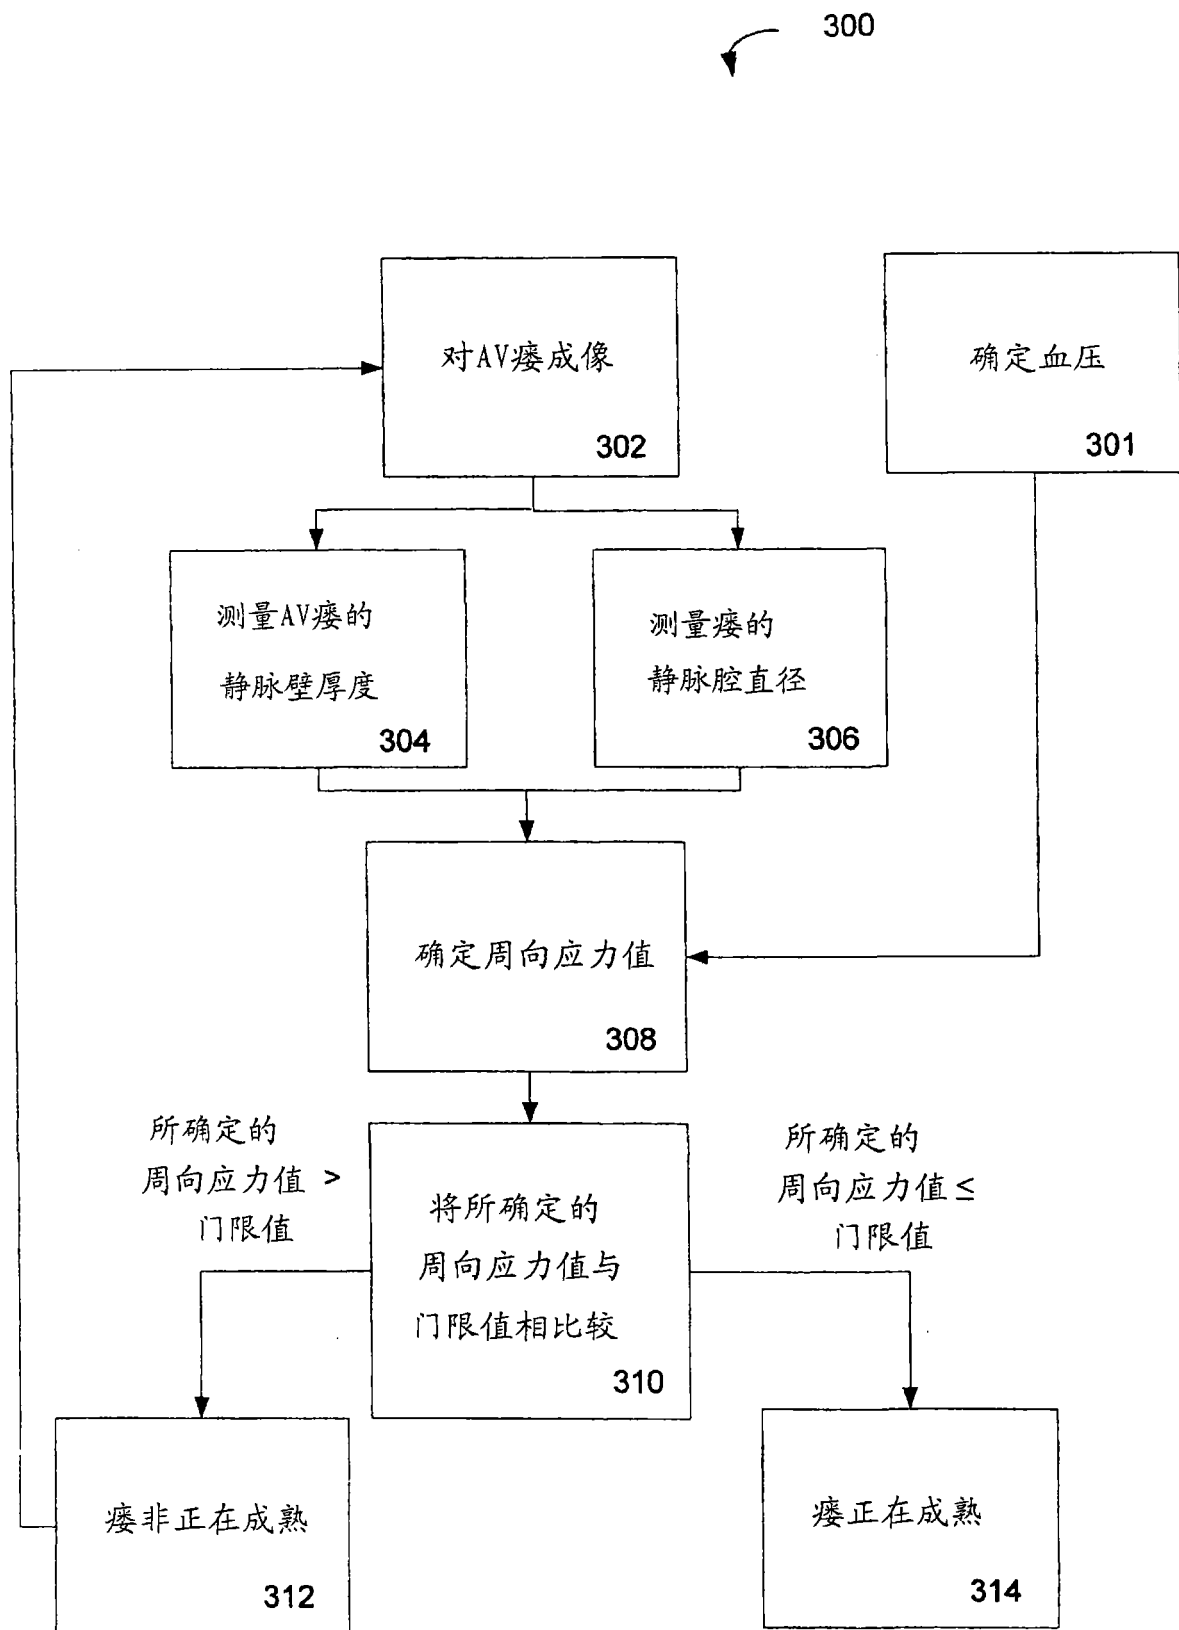 300
对AV瘘成像
302
确定血压
301
测量AV瘘的
静脉壁厚度
304
测量瘘的
静脉腔直径
306
确定周向应力值
308
所确定的
周向应力值 >
门限值
将所确定的
周向应力值与
门限值相比较
310
所确定的
周向应力值≤
门限值
瘘非正在成熟
312
瘘正在成熟
314